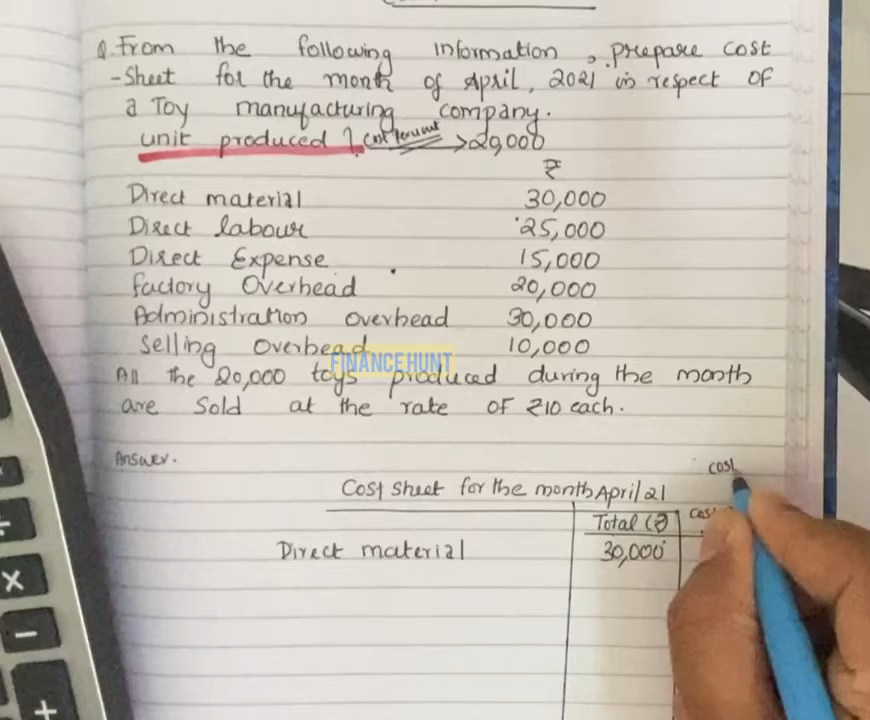 Q. From the following information, prepare cost
-Sheet for the month of April, 2021 in respect of
a Toy manufacturing company.
unit produced 20,000
₹
Direct material 30,000
Direct labour 25,000
Direct Expense 15,000
factory Overhead 20,000
Administration overhead 30,000
Selling Overhead 10,000
FINANCE HUNT
All the 20,000 toys produced during the month
are Sold at the rate of ₹10 each.
Answer.
cost
Cost Sheet for the month April/21
Total (₹) cos
Direct material 30,000
÷
×
−
+